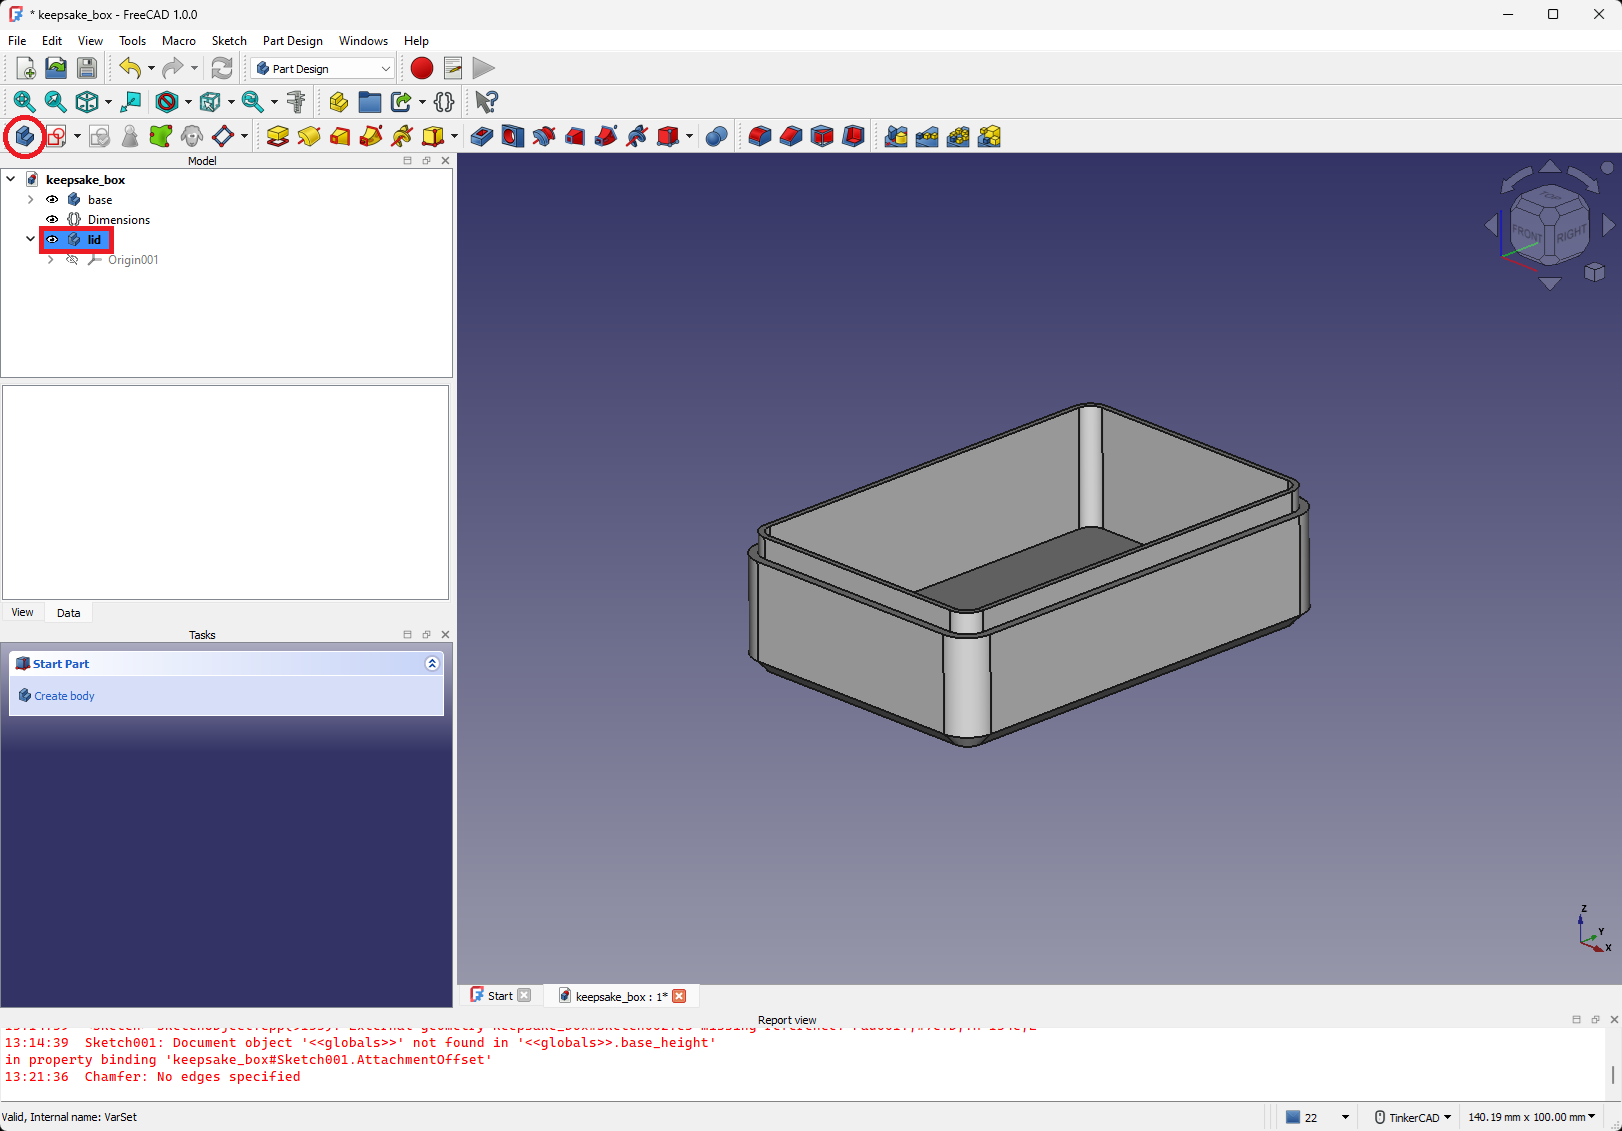 * keepsake_box - FreeCAD 1.0.0
File Edit View Tools Macro Sketch Part Design Windows Help
Part Design
Model
keepsake_box
base
Dimensions
lid
Origin001
View Data
Tasks
Start Part
Create body
TOP
FRONT RIGHT
Z
Y
X
Start keepsake_box : 1*
Report view
13:14:39 Sketch001: Document object '<<globals>>' not found in '<<globals>>.base_height'
in property binding 'keepsake_box#Sketch001.AttachmentOffset'
13:21:36 Chamfer: No edges specified
Valid, Internal name: VarSet
22 TinkerCAD 140.19 mm x 100.00 mm